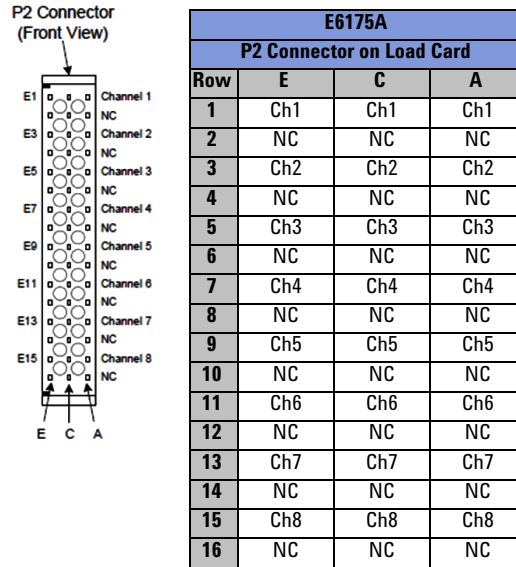 P2 Connector
(Front View)
E1 Channel 1
NC
E3 Channel 2
NC
E5 Channel 3
NC
E7 Channel 4
NC
E9 Channel 5
NC
E11 Channel 6
NC
E13 Channel 7
NC
E15 Channel 8
NC
E C A
E6175A
P2 Connector on Load Card
Row E C A
1 Ch1 Ch1 Ch1
2 NC NC NC
3 Ch2 Ch2 Ch2
4 NC NC NC
5 Ch3 Ch3 Ch3
6 NC NC NC
7 Ch4 Ch4 Ch4
8 NC NC NC
9 Ch5 Ch5 Ch5
10 NC NC NC
11 Ch6 Ch6 Ch6
12 NC NC NC
13 Ch7 Ch7 Ch7
14 NC NC NC
15 Ch8 Ch8 Ch8
16 NC NC NC